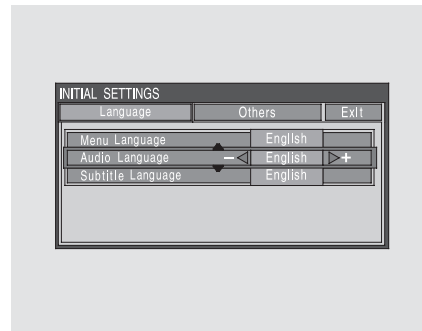 INITIAL SETTINGS
Language Others Exit
Menu Language English
Audio Language – English +
Subtitle Language English